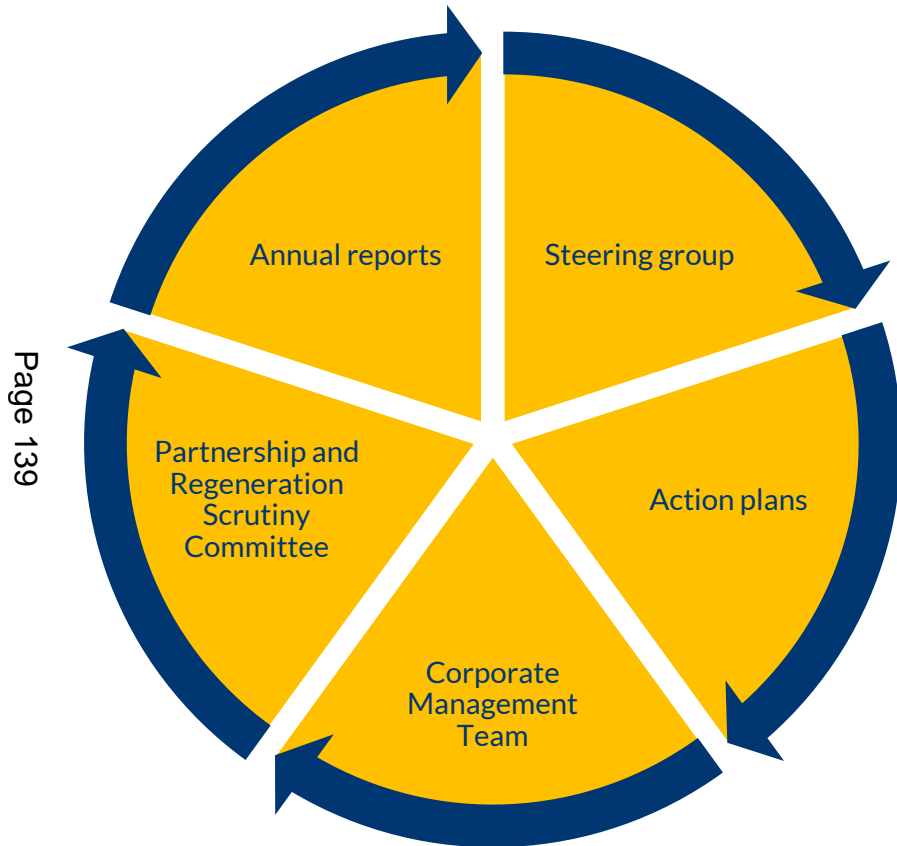 Annual reports
Steering group
Action plans
Corporate
Management
Team
Partnership and
Regeneration
Scrutiny
Committee
Page 139